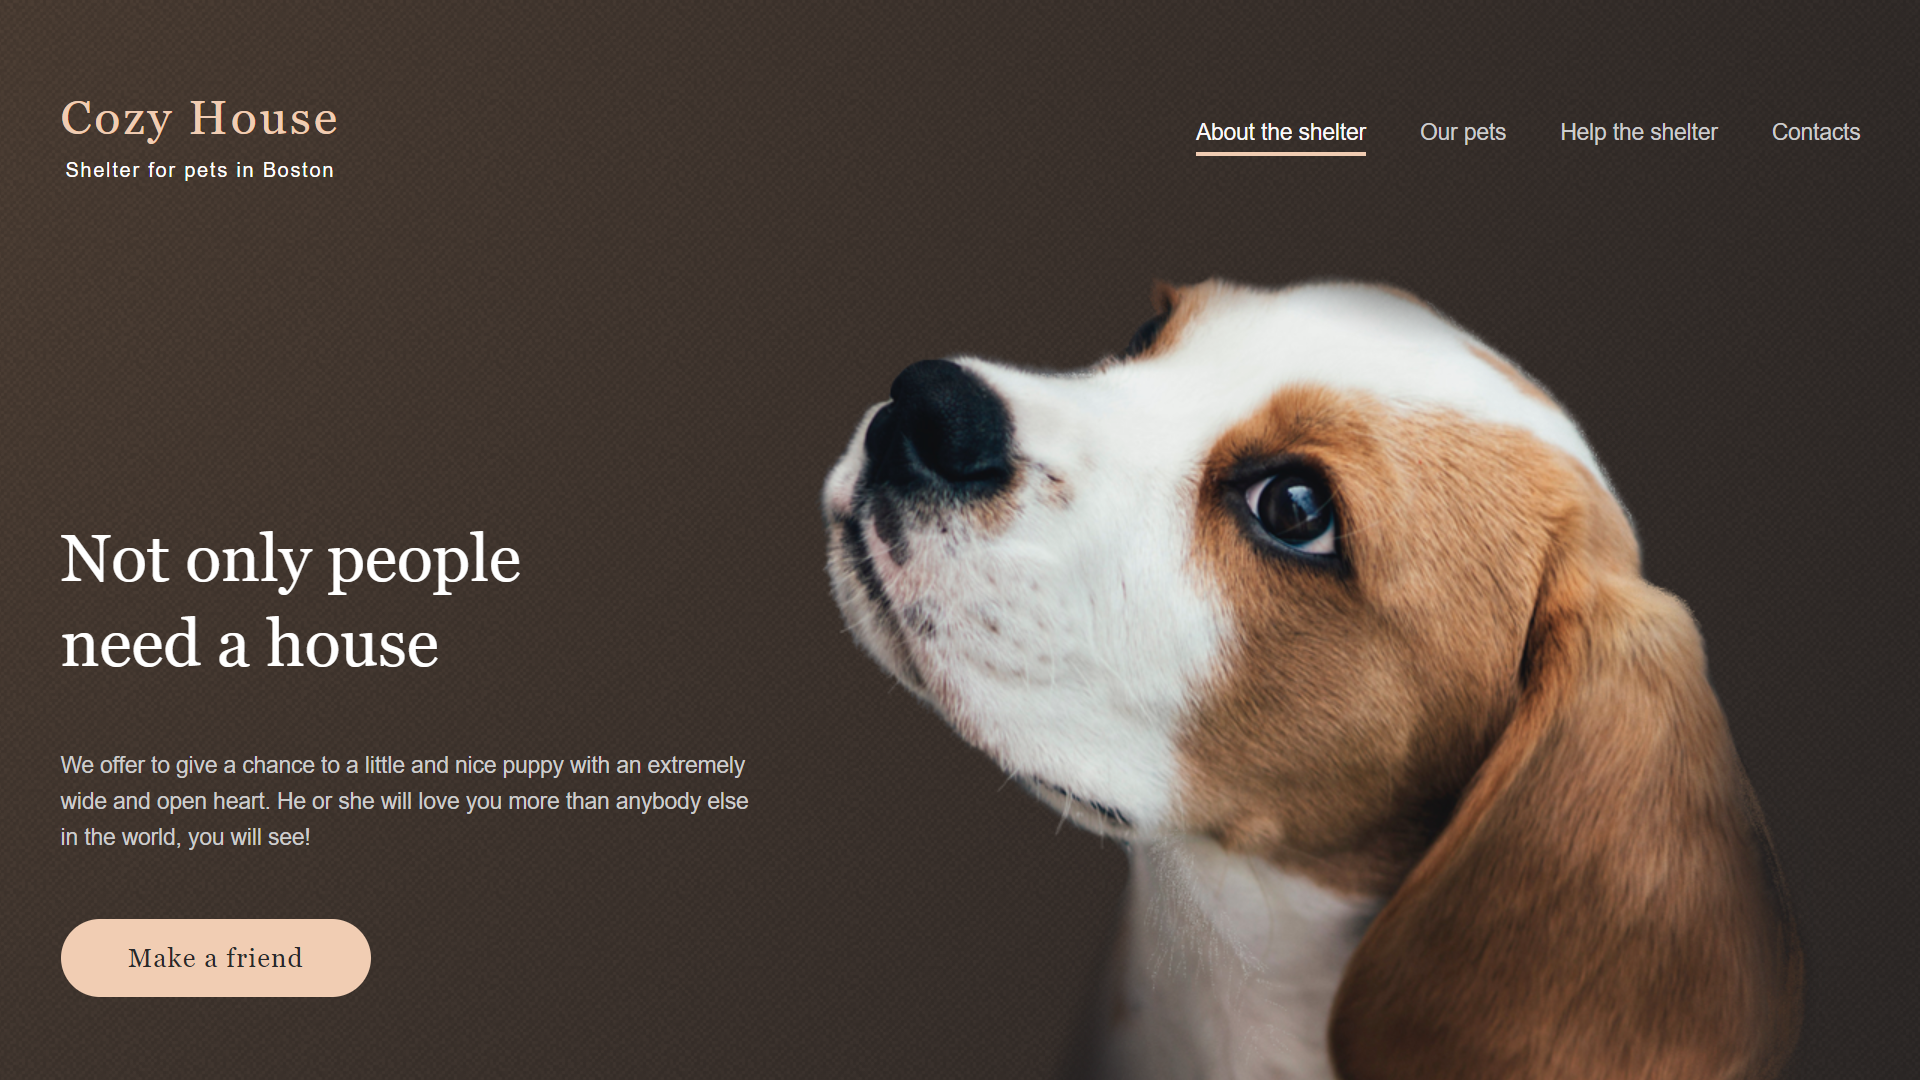 Cozy House
Shelter for pets in Boston
About the shelter
Our pets
Help the shelter
Contacts
Not only people
need a house
We offer to give a chance to a little and nice puppy with an extremely
wide and open heart. He or she will love you more than anybody else
in the world, you will see!
Make a friend